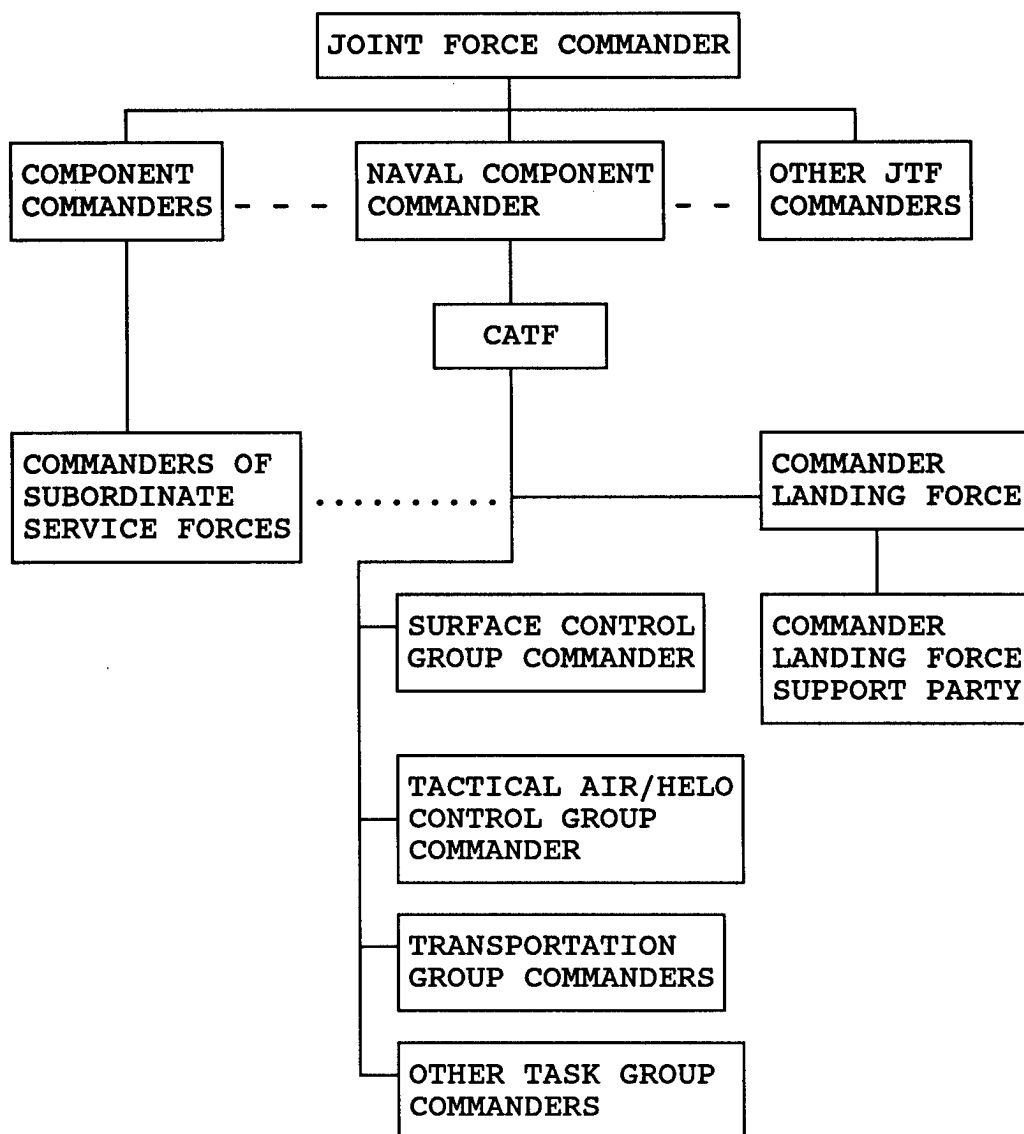 JOINT FORCE COMMANDER
COMPONENT
COMMANDERS
NAVAL COMPONENT
COMMANDER
OTHER JTF
COMMANDERS
CATF
COMMANDERS OF
SUBORDINATE
SERVICE FORCES
COMMANDER
LANDING FORCE
SURFACE CONTROL
GROUP COMMANDER
COMMANDER
LANDING FORCE
SUPPORT PARTY
TACTICAL AIR/HELO
CONTROL GROUP
COMMANDER
TRANSPORTATION
GROUP COMMANDERS
OTHER TASK GROUP
COMMANDERS